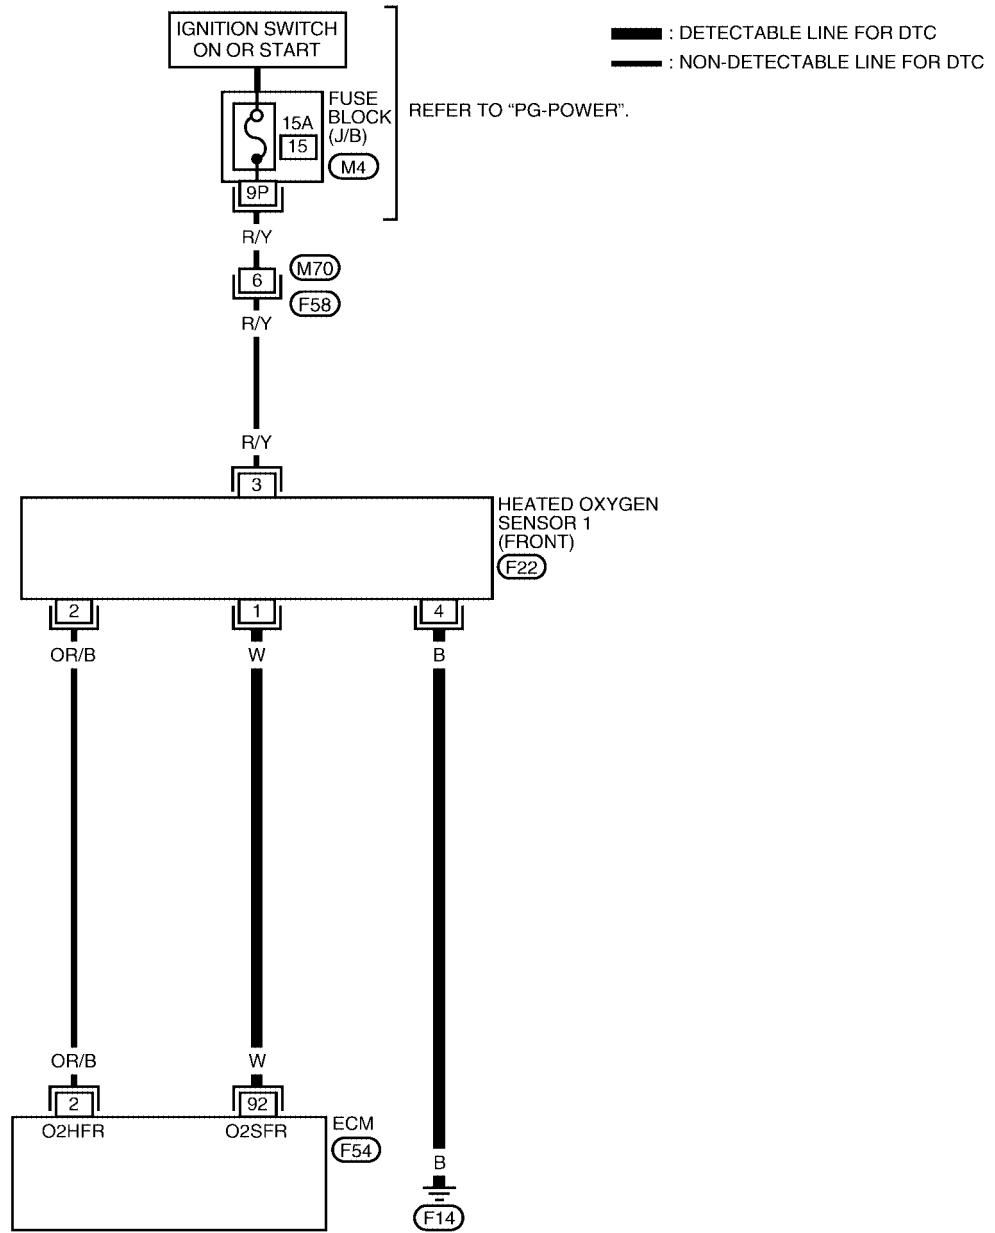 IGNITION SWITCH
ON OR START
: DETECTABLE LINE FOR DTC
: NON-DETECTABLE LINE FOR DTC
FUSE
BLOCK
(J/B)
15A
15
M4
REFER TO “PG-POWER”.
9P
R/Y
M70
6
F58
R/Y
R/Y
3
HEATED OXYGEN
SENSOR 1
(FRONT)
F22
2
1
4
OR/B
W
B
OR/B
W
2
92
O2HFR
O2SFR
ECM
F54
B
F14